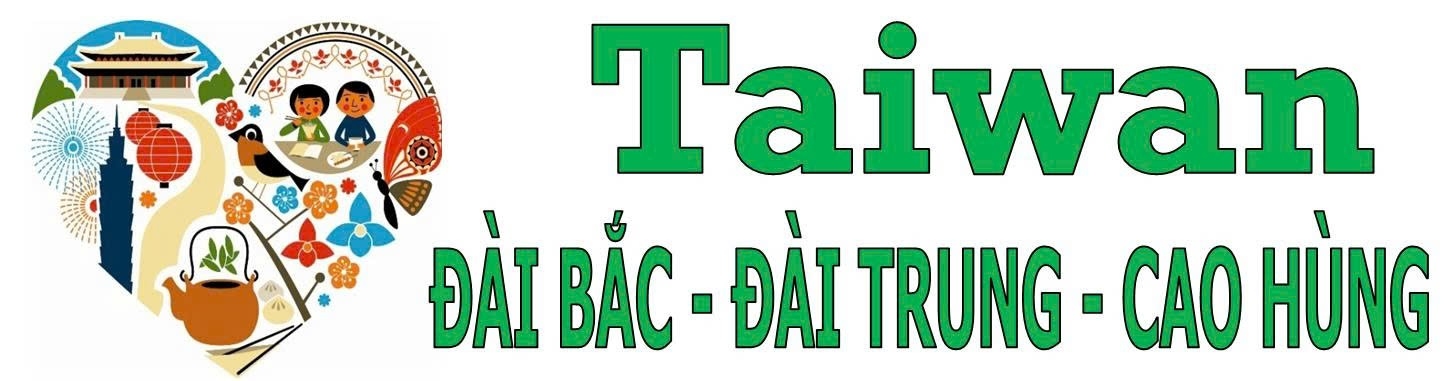 Taiwan
ĐÀI BẮC - ĐÀI TRUNG - CAO HÙNG